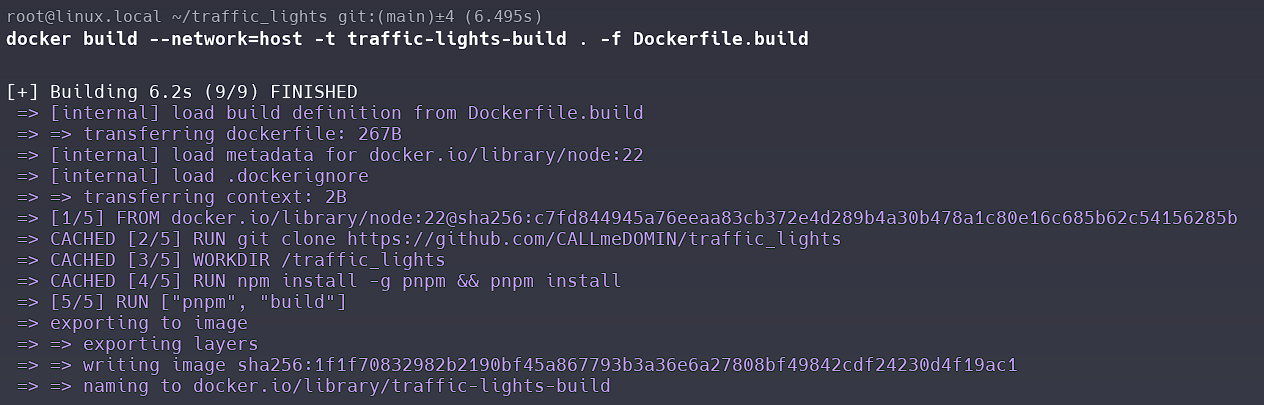 root@linux.local ~/traffic_lights git:(main)±4 (6.495s)
docker build --network=host -t traffic-lights-build . -f Dockerfile.build
[+] Building 6.2s (9/9) FINISHED
=> [internal] load build definition from Dockerfile.build
=> => transferring dockerfile: 267B
=> [internal] load metadata for docker.io/library/node:22
=> [internal] load .dockerignore
=> => transferring context: 2B
=> [1/5] FROM docker.io/library/node:22@sha256:c7fd844945a76eeaa83cb372e4d289b4a30b478a1c80e16c685b62c54156285b
=> CACHED [2/5] RUN git clone https://github.com/CALLmeDOMIN/traffic_lights
=> CACHED [3/5] WORKDIR /traffic_lights
=> CACHED [4/5] RUN npm install -g pnpm && pnpm install
=> [5/5] RUN ["pnpm", "build"]
=> exporting to image
=> => exporting layers
=> => writing image sha256:1f1f70832982b2190bf45a867793b3a36e6a27808bf49842cdf24230d4f19ac1
=> => naming to docker.io/library/traffic-lights-build